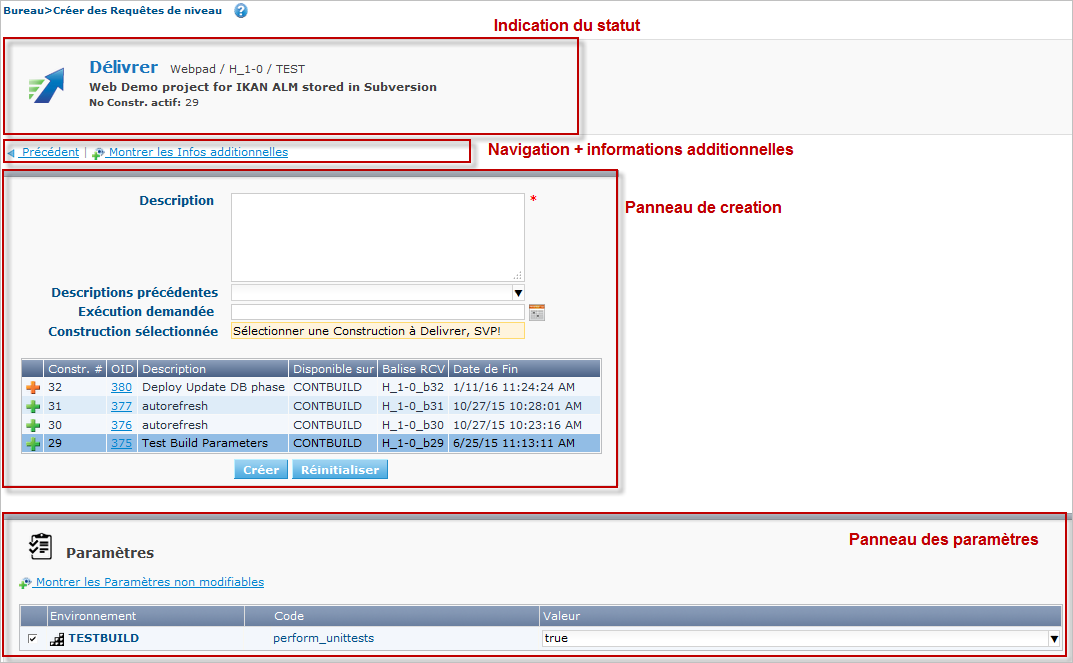 Bureau>Créer des Requêtes de niveau ?
Indication du statut
Délivrer Webpad / H_1-0 / TEST
Web Demo project for IKAN ALM stored in Subversion
No Constr. actif: 29
Précédent | Montrer les Infos additionnelles
Navigation + informations additionnelles
Panneau de creation
Description *
Descriptions précédentes
Exécution demandée
Construction sélectionnée Sélectionner une Construction à Delivrer, SVP!
Constr. # OID Description Disponible sur Balise RCV Date de Fin
32 380 Deploy Update DB phase CONTBUILD H_1-0_b32 1/11/16 11:24:24 AM
31 377 autorefresh CONTBUILD H_1-0_b31 10/27/15 10:28:01 AM
30 376 autorefresh CONTBUILD H_1-0_b30 10/27/15 10:23:16 AM
29 375 Test Build Parameters CONTBUILD H_1-0_b29 6/25/15 11:13:11 AM
Créer Réinitialiser
Panneau des paramètres
Paramètres
Montrer les Paramètres non modifiables
Environnement Code Valeur
TESTBUILD perform_unittests true